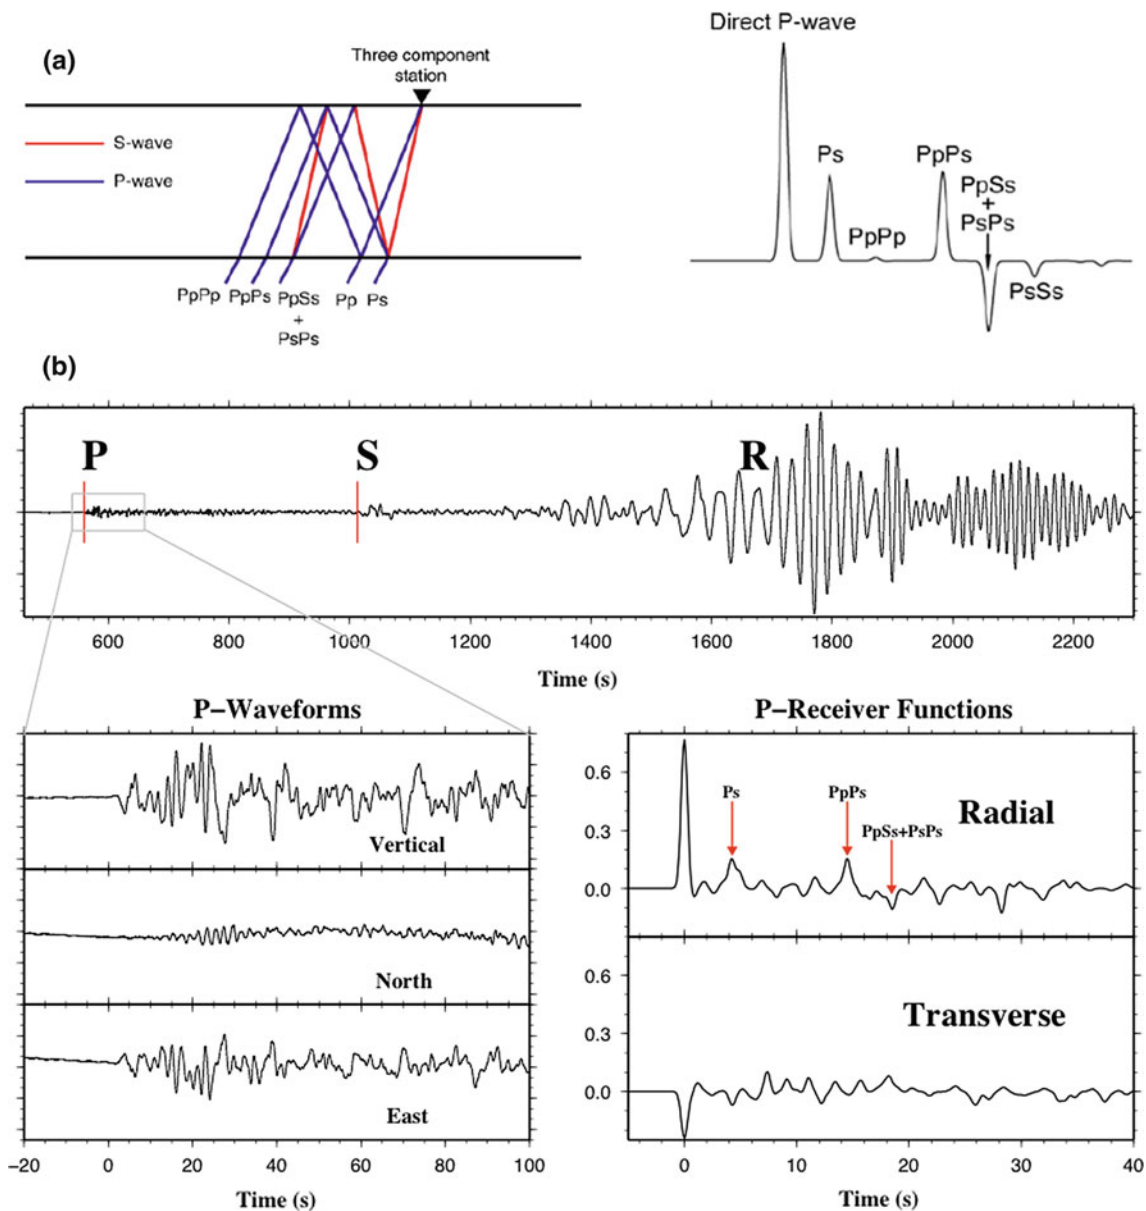 (a)
Three component
station
S-wave
P-wave
PpPp
PpPs
PpSs
+
PsPs
Pp
Ps
Direct P-wave
Ps
PpPp
PpPs
PpSs
+
PsPs
PsSs
(b)
P
S
R
600
800
1000
1200
1400
1600
1800
2000
2200
Time (s)
P-Waveforms
Vertical
North
East
-20
0
20
40
60
80
100
Time (s)
P-Receiver Functions
0.6
0.3
0.0
Ps
PpPs
PpSs+PsPs
Radial
0.6
0.3
0.0
Transverse
0
10
20
30
40
Time (s)